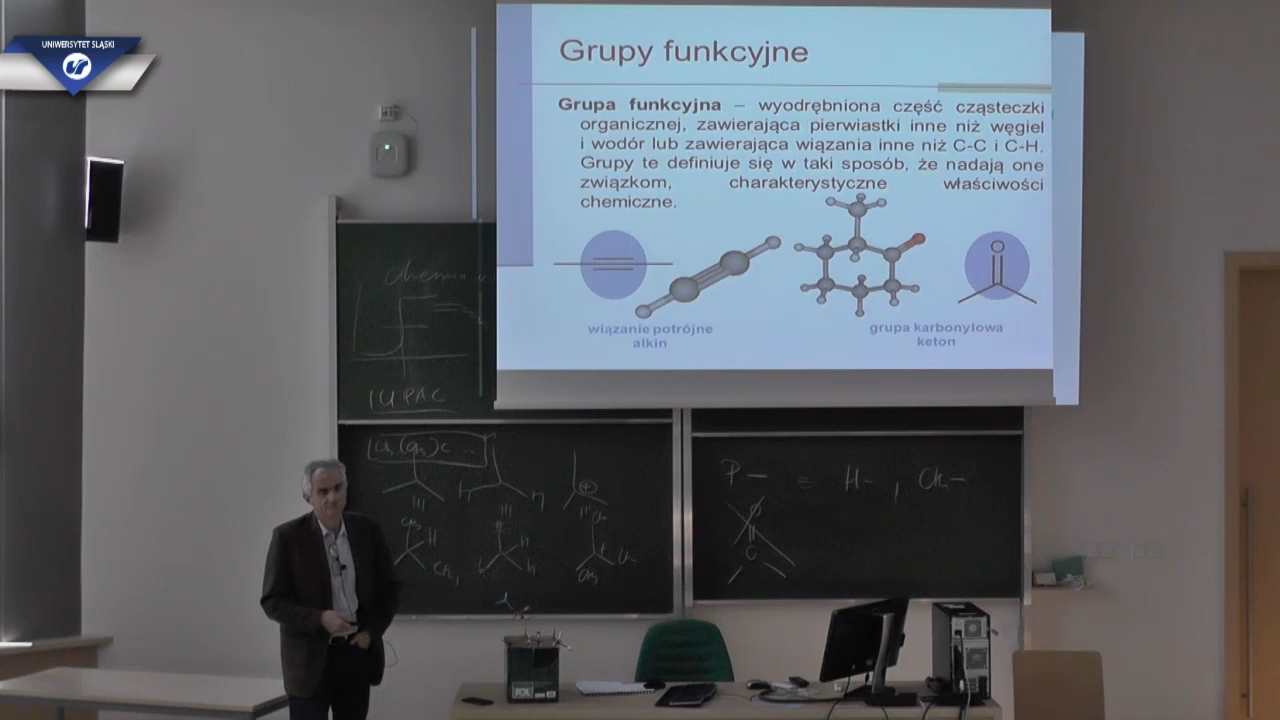 UNIWERSYTET ŚLĄSKI
Grupy funkcyjne
Grupa funkcyjna – wyodrębniona część cząsteczki
organicznej, zawierająca pierwiastki inne niż węgiel
i wodór lub zawierająca wiązania inne niż C-C i C-H.
Grupy te definiuje się w taki sposób, że nadają one
związkom, charakterystyczne właściwości
chemiczne.
O
wiązanie potrójne
alkin
grupa karbonylowa
keton
IUPAC
P — = H- , CH₃—
C